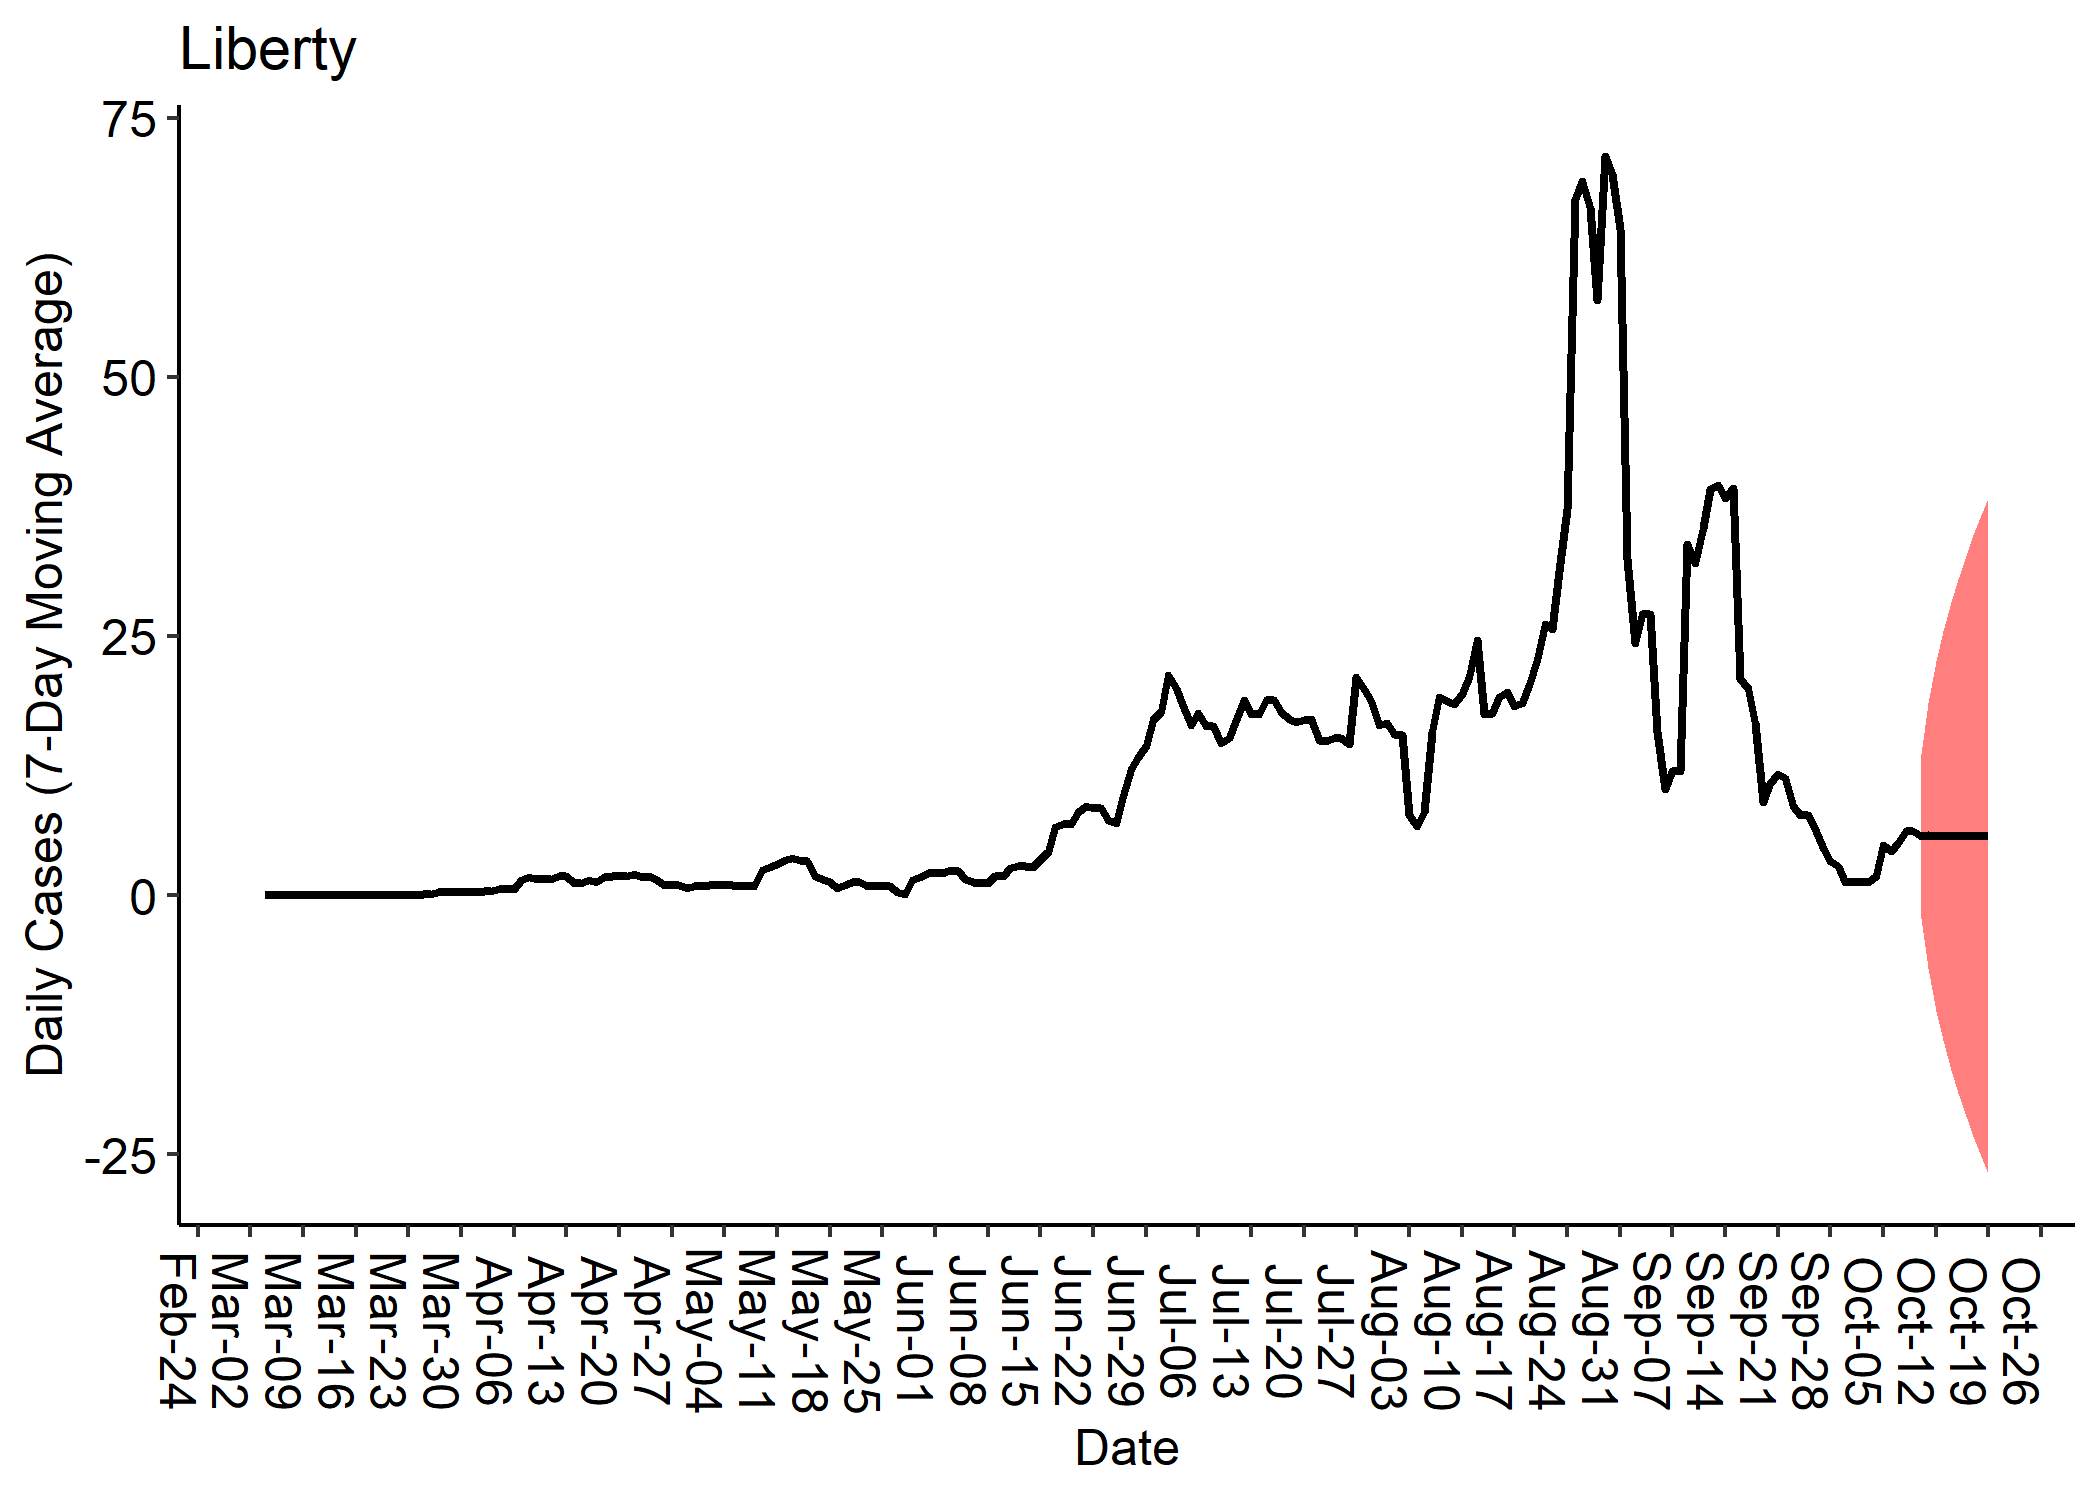 Liberty
75
50
25
0
-25
Daily Cases (7-Day Moving Average)
Feb-24
Mar-02
Mar-09
Mar-16
Mar-23
Mar-30
Apr-06
Apr-13
Apr-20
Apr-27
May-04
May-11
May-18
May-25
Jun-01
Jun-08
Jun-15
Jun-22
Jun-29
Jul-06
Jul-13
Jul-20
Jul-27
Aug-03
Aug-10
Aug-17
Aug-24
Aug-31
Sep-07
Sep-14
Sep-21
Sep-28
Oct-05
Oct-12
Oct-19
Oct-26
Date